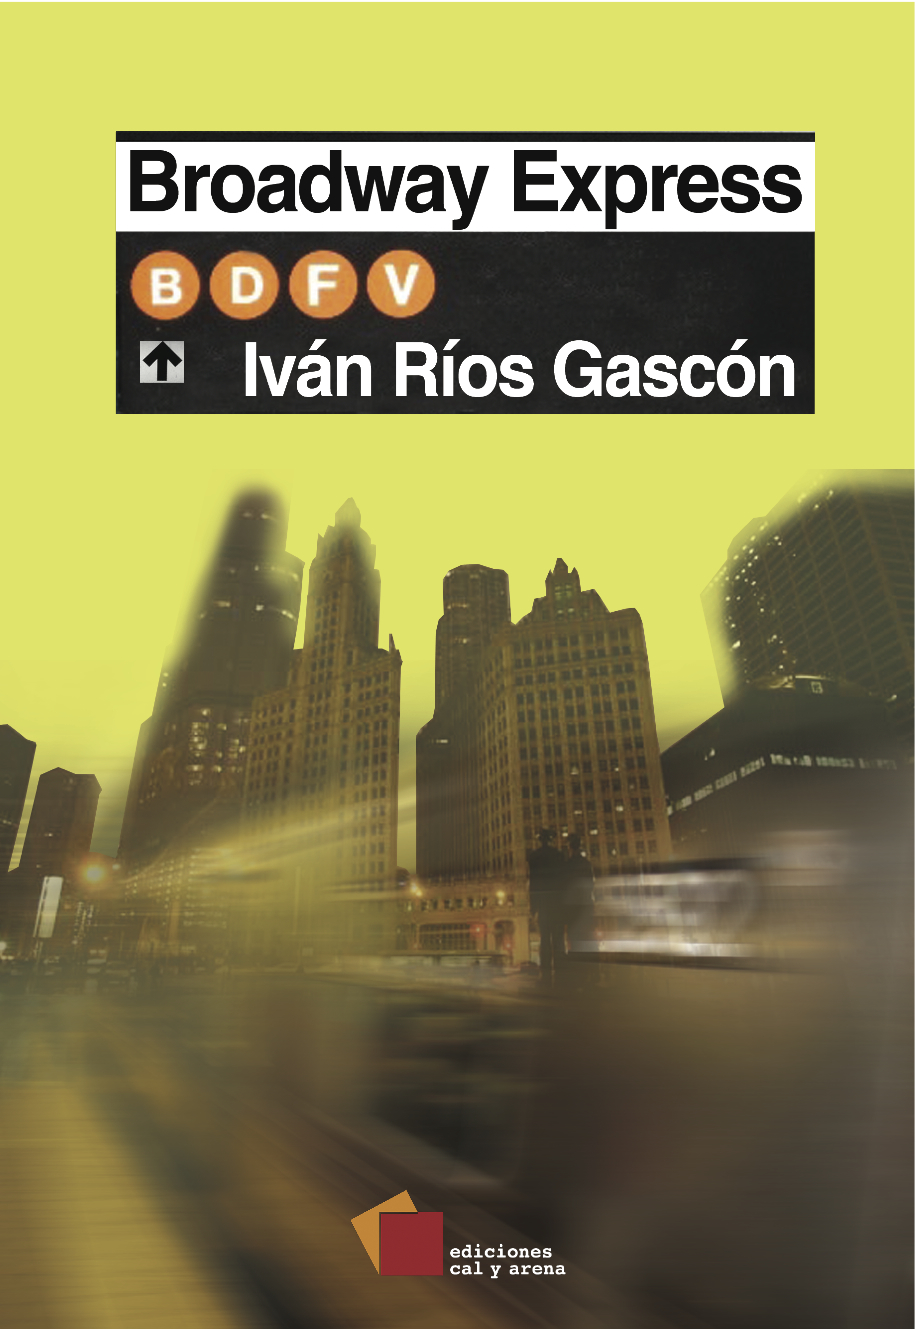 Broadway Express
B D F V
Iván Ríos Gascón
ediciones
cal y arena